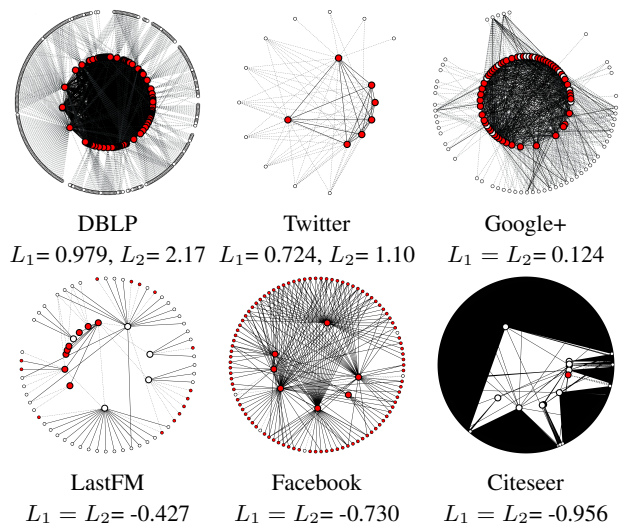 DBLP Twitter Google+
L₁= 0.979, L₂= 2.17 L₁= 0.724, L₂= 1.10 L₁ = L₂= 0.124
LastFM Facebook Citeseer
L₁ = L₂= -0.427 L₁ = L₂= -0.730 L₁ = L₂= -0.956